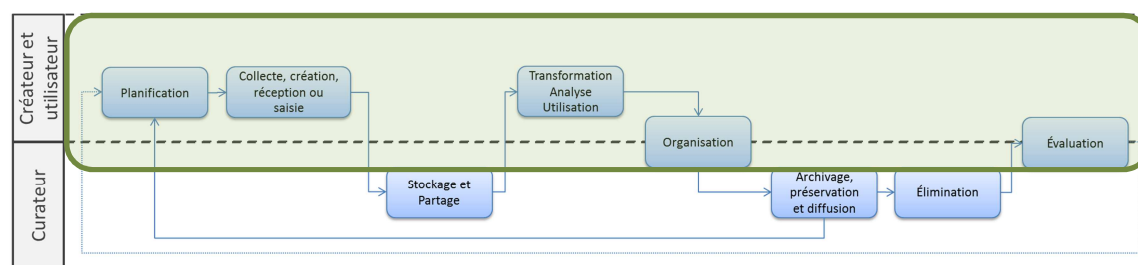 Créateur et
utilisateur
Planification
Collecte, création,
réception ou
saisie
Transformation
Analyse
Utilisation
Organisation
Évaluation
Curateur
Stockage et
Partage
Archivage,
préservation
et diffusion
Élimination